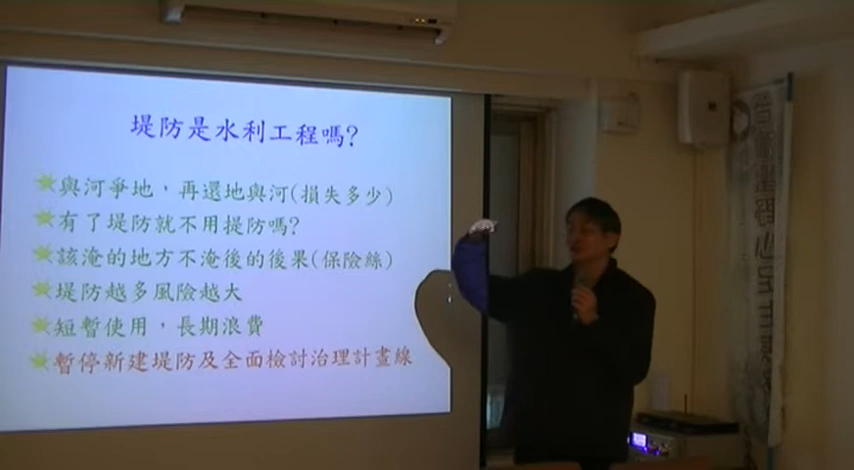 堤防是水利工程嗎?
與河爭地，再還地與河(損失多少)
有了堤防就不用提防嗎?
該淹的地方不淹後的後果(保險絲)
堤防越多風險越大
短暫使用，長期浪費
暫停新建堤防及全面檢討治理計畫線